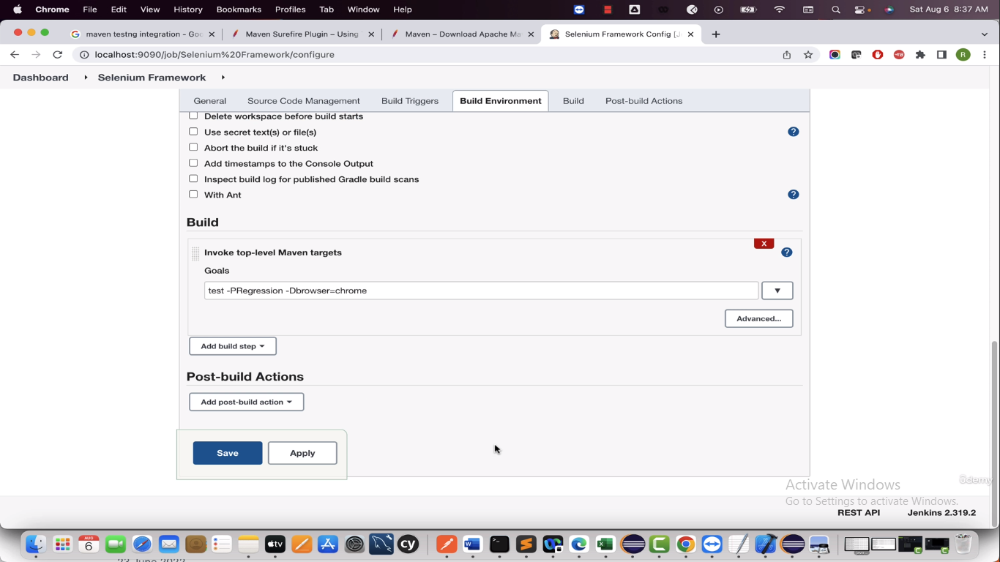 Chrome File Edit View History Bookmarks Profiles Tab Window Help Sat Aug 6 8:37 AM
maven testng integration - Goo Maven Surefire Plugin – Using Maven – Download Apache Ma Selenium Framework Config [J
localhost:9090/job/Selenium%20Framework/configure R
Dashboard Selenium Framework
General Source Code Management Build Triggers Build Environment Build Post-build Actions
Delete workspace before build starts
Use secret text(s) or file(s) ?
Abort the build if it's stuck
Add timestamps to the Console Output
Inspect build log for published Gradle build scans
With Ant ?
Build
X
Invoke top-level Maven targets ?
Goals
test -PRegression -Dbrowser=chrome
Advanced...
Add build step
Post-build Actions
Add post-build action
Save Apply
ûdemy
Activate Windows
Go to Settings to activate Windows.
REST API Jenkins 2.319.2
AUG
6 tv cy
23 June 2022